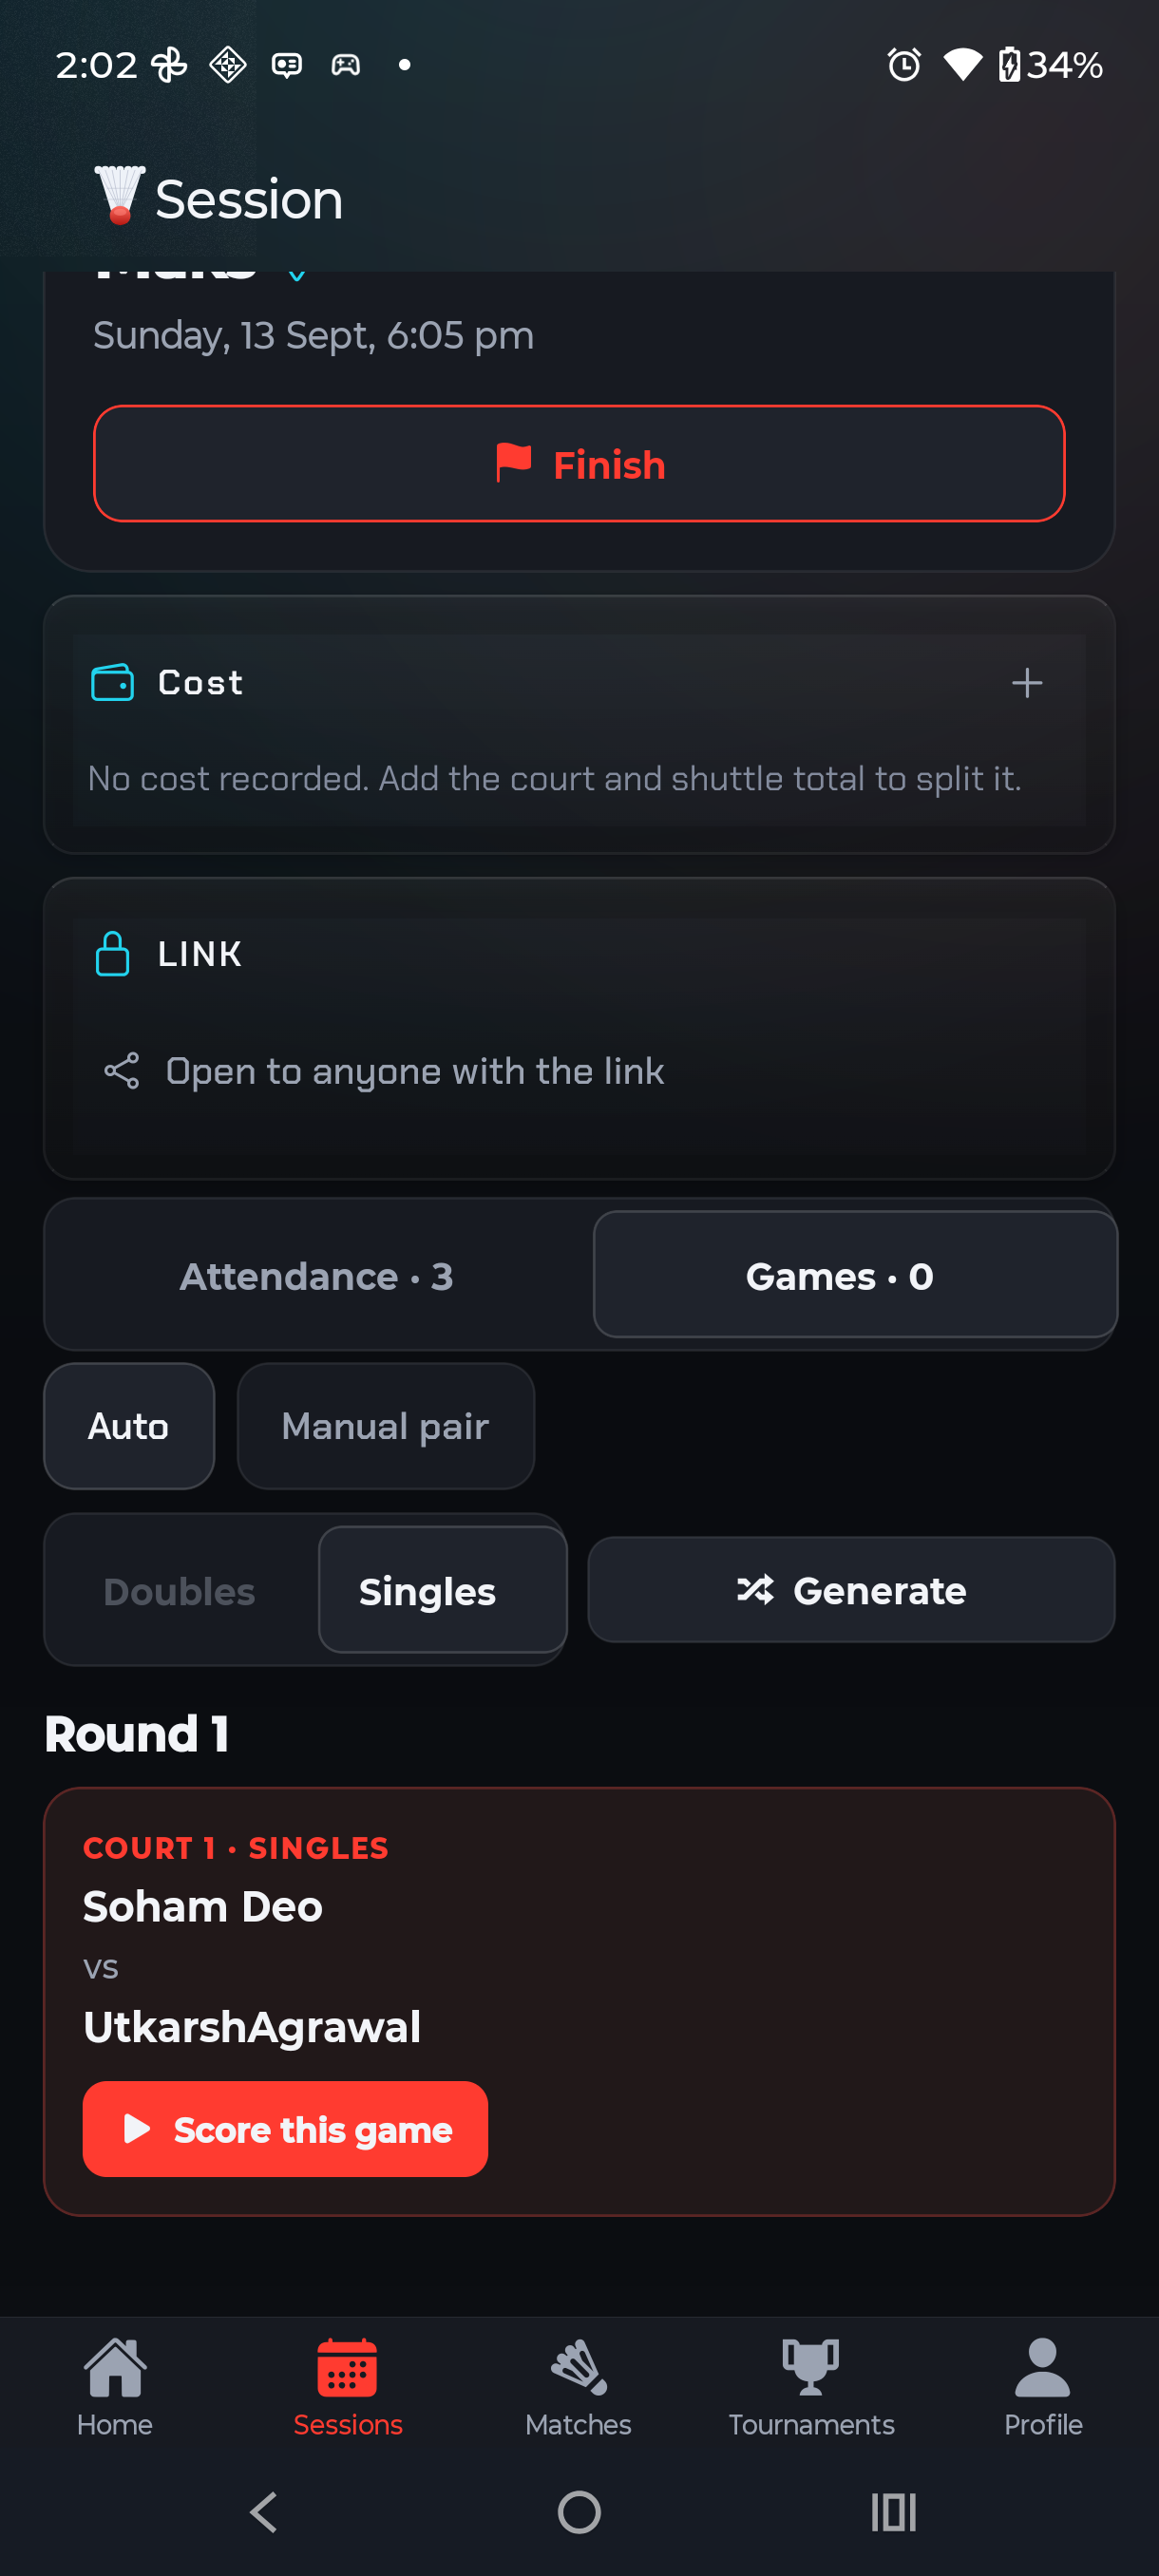 2:02
34%
Session
Sunday, 13 Sept, 6:05 pm
Finish
Cost
No cost recorded. Add the court and shuttle total to split it.
LINK
Open to anyone with the link
Attendance · 3
Games · 0
Auto
Manual pair
Doubles
Singles
Generate
Round 1
COURT 1 · SINGLES
Soham Deo
vs
UtkarshAgrawal
Score this game
Home
Sessions
Matches
Tournaments
Profile